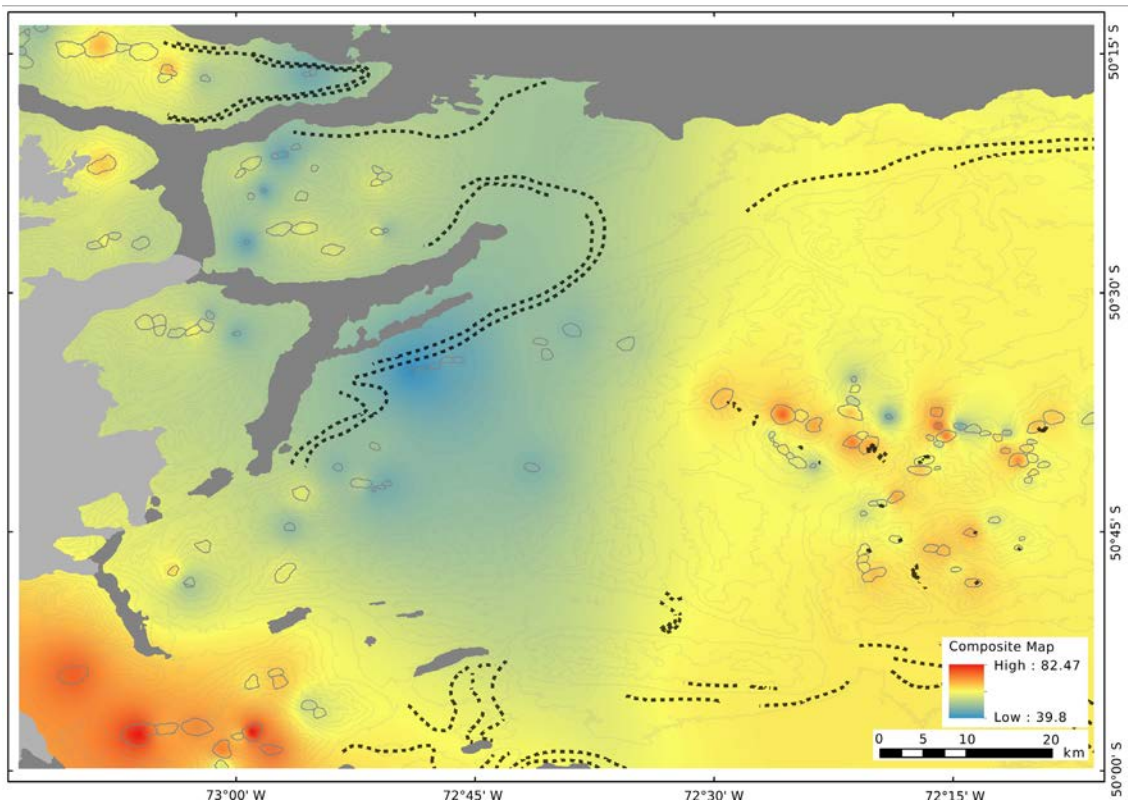 50°15' S
50°30' S
50°45' S
50°00' S
Composite Map
High : 82.47
Low : 39.8
0 5 10 20
km
73°00' W
72°45' W
72°30' W
72°15' W